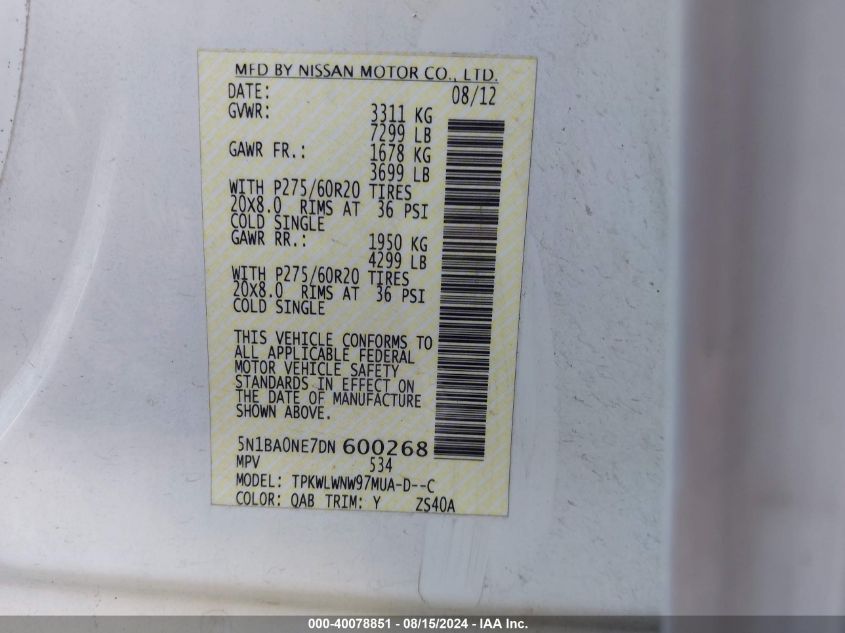 MFD BY NISSAN MOTOR CO., LTD.
DATE: 08/12
GVWR: 3311 KG
7299 LB
GAWR FR.: 1678 KG
3699 LB
WITH P275/60R20 TIRES
20X8.0 RIMS AT 36 PSI
COLD SINGLE
GAWR RR.: 1950 KG
4299 LB
WITH P275/60R20 TIRES
20X8.0 RIMS AT 36 PSI
COLD SINGLE
THIS VEHICLE CONFORMS TO
ALL APPLICABLE FEDERAL
MOTOR VEHICLE SAFETY
STANDARDS IN EFFECT ON
THE DATE OF MANUFACTURE
SHOWN ABOVE.
5N1BA0NE7DN 600268
MPV 534
MODEL: TPKWLWNW97MUA-D--C
COLOR: QAB TRIM: Y ZS40A
000-40078851 - 08/15/2024 - IAA Inc.